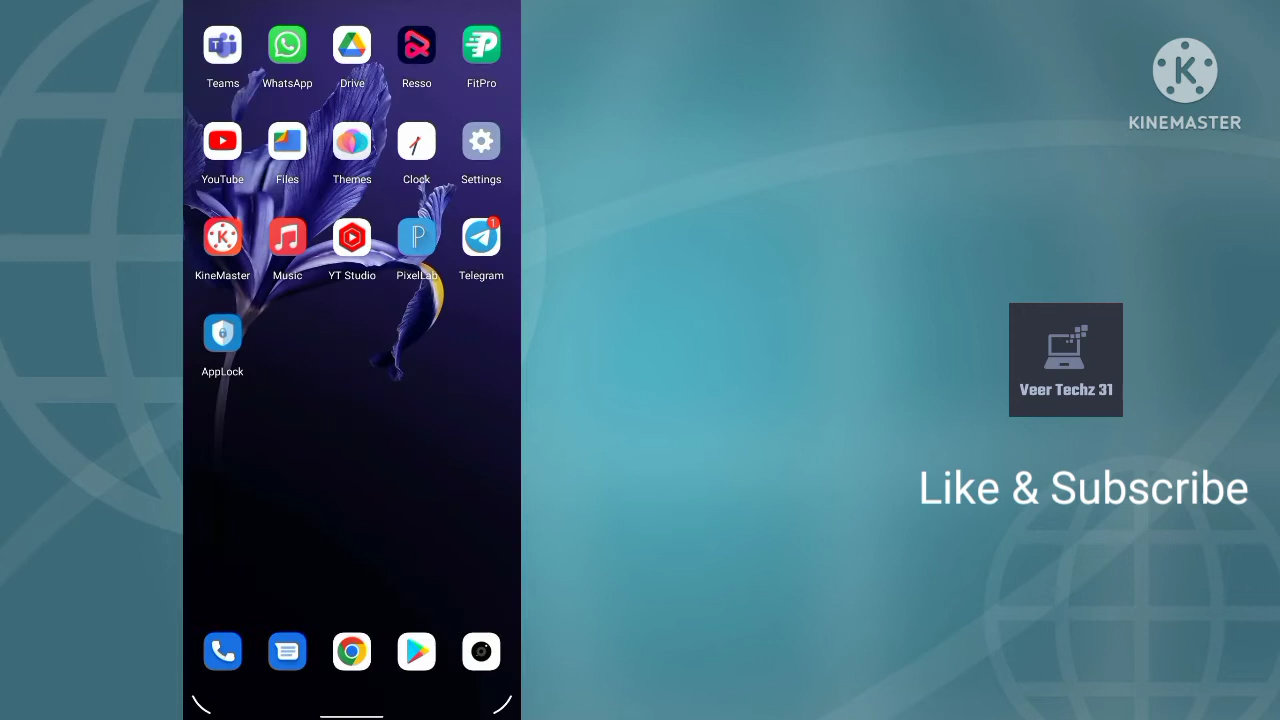 Teams WhatsApp Drive Resso FitPro
YouTube Files Themes Clock Settings
KineMaster Music YT Studio PixelLab Telegram
1
AppLock
KINEMASTER
Veer Techz 31
Like & Subscribe